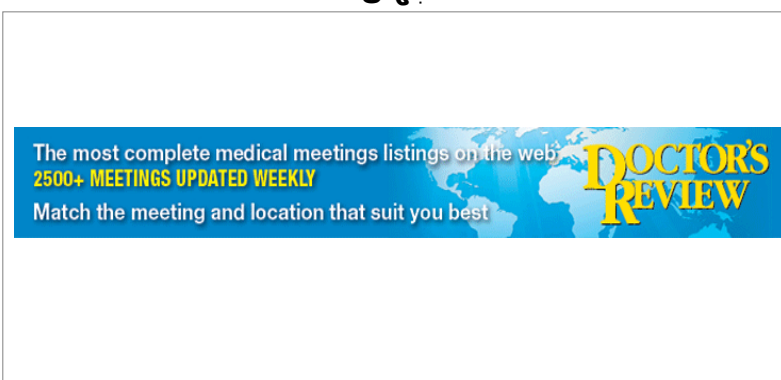 The most complete medical meetings listings on the web
2500+ MEETINGS UPDATED WEEKLY
Match the meeting and location that suit you best
DOCTOR'S
REVIEW